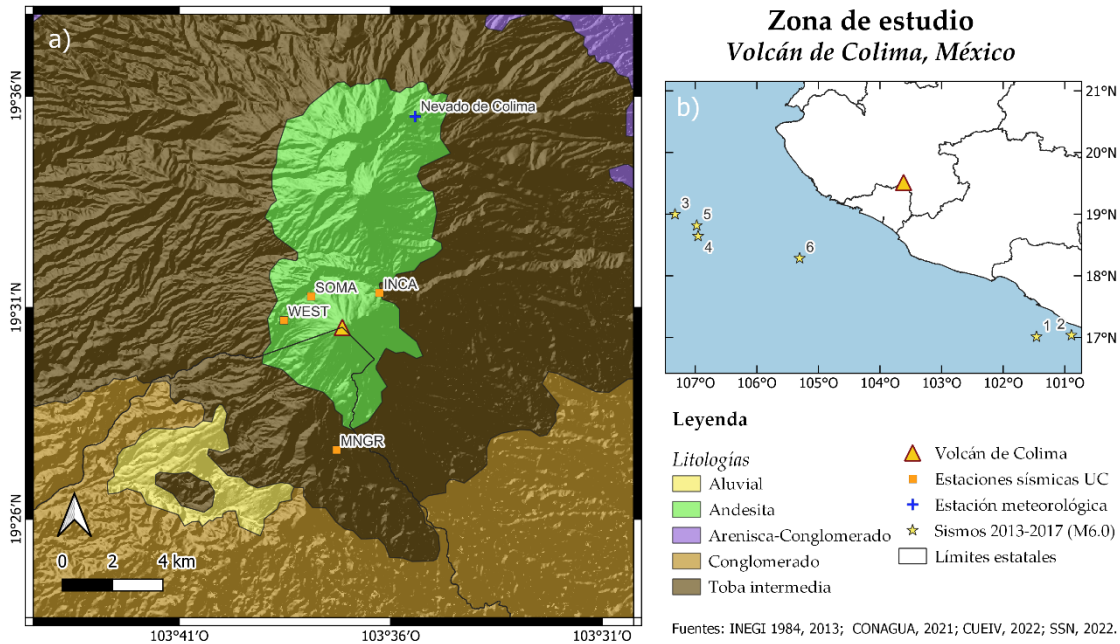 Zona de estudio
Volcán de Colima, México
a)
Nevado de Colima
SOMA
INCA
WEST
MNGR
0 2 4 km
19°36'N
19°31'N
19°26'N
103°41'O
103°36'O
103°31'O
b)
3
5
4
6
1
2
21°N
20°N
19°N
18°N
17°N
107°O
106°O
105°O
104°O
103°O
102°O
101°O
Leyenda
Litologías
Aluvial
Andesita
Arenisca-Conglomerado
Conglomerado
Toba intermedia
Volcán de Colima
Estaciones sísmicas UC
Estación meteorológica
Sismos 2013-2017 (M6.0)
Límites estatales
Fuentes: INEGI 1984, 2013; CONAGUA, 2021; CUEIV, 2022; SSN, 2022.